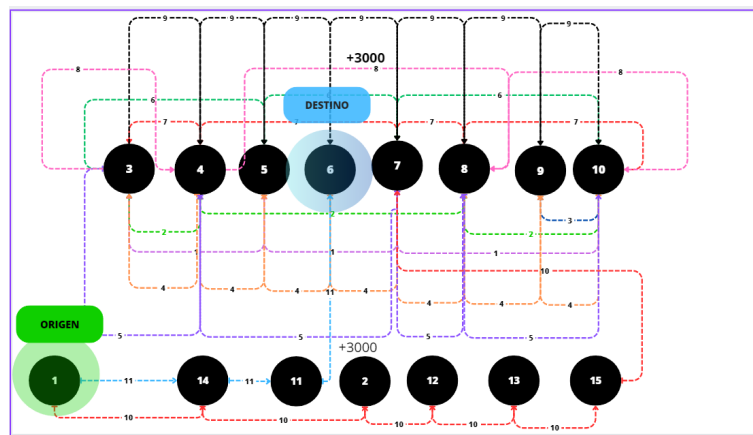 9 9 9 9 9 9 9
+3000
8 8 8
6 6 6
DESTINO
7 7 7 7
3 4 5 6 7 8 9 10
2 2 2 3
1 1 1
10
4 4 4 4 4 4 4
11
ORIGEN
5 5 5 5
+3000
1 11 14 11 11 2 12 13 15
10 10 10 10 10